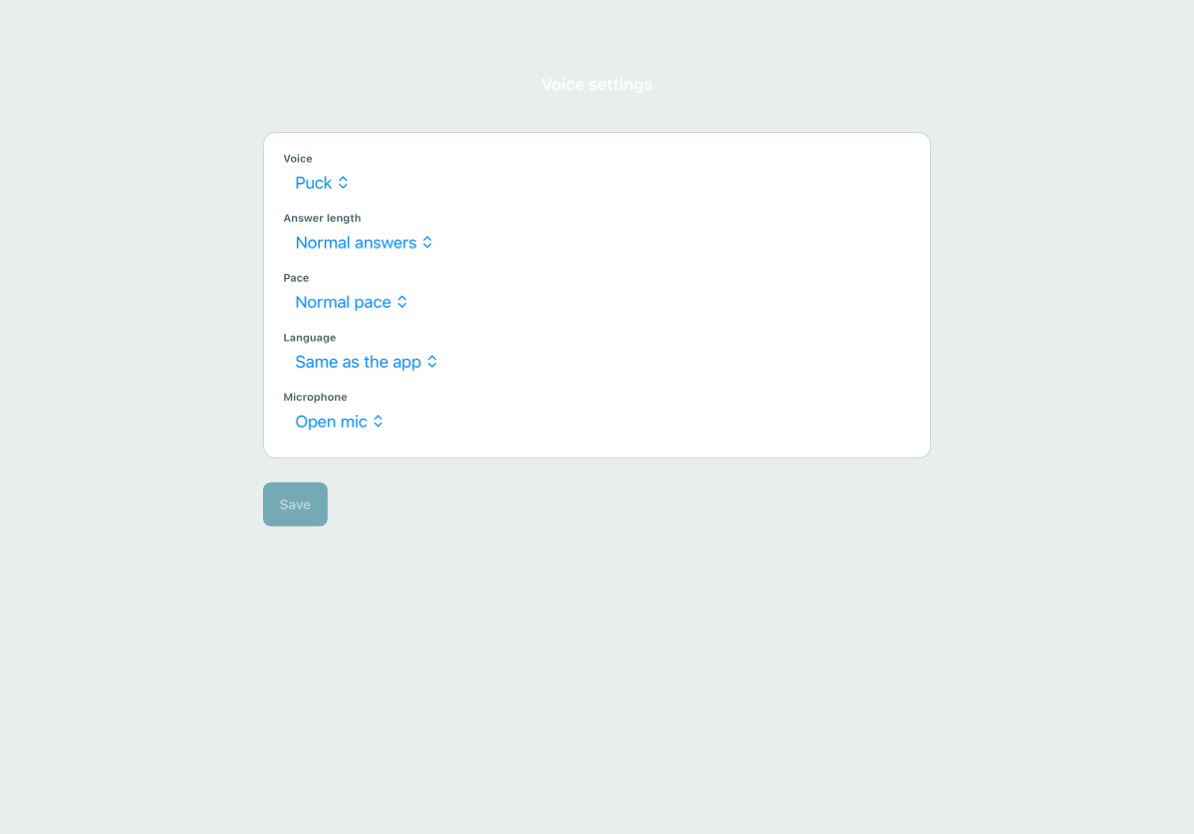 Voice settings
Voice
Puck
Answer length
Normal answers
Pace
Normal pace
Language
Same as the app
Microphone
Open mic
Save